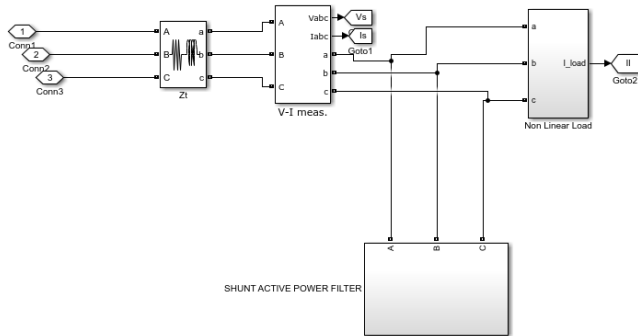 1
Conn1
2
Conn2
3
Conn3
A
B
C
a
b
c
Zt
A
B
C
Vabc
Iabc
a
b
c
V-I meas.
Vs
Is
Goto1
a
b
c
I_load
Non Linear Load
Il
Goto2
A
B
C
SHUNT ACTIVE POWER FILTER